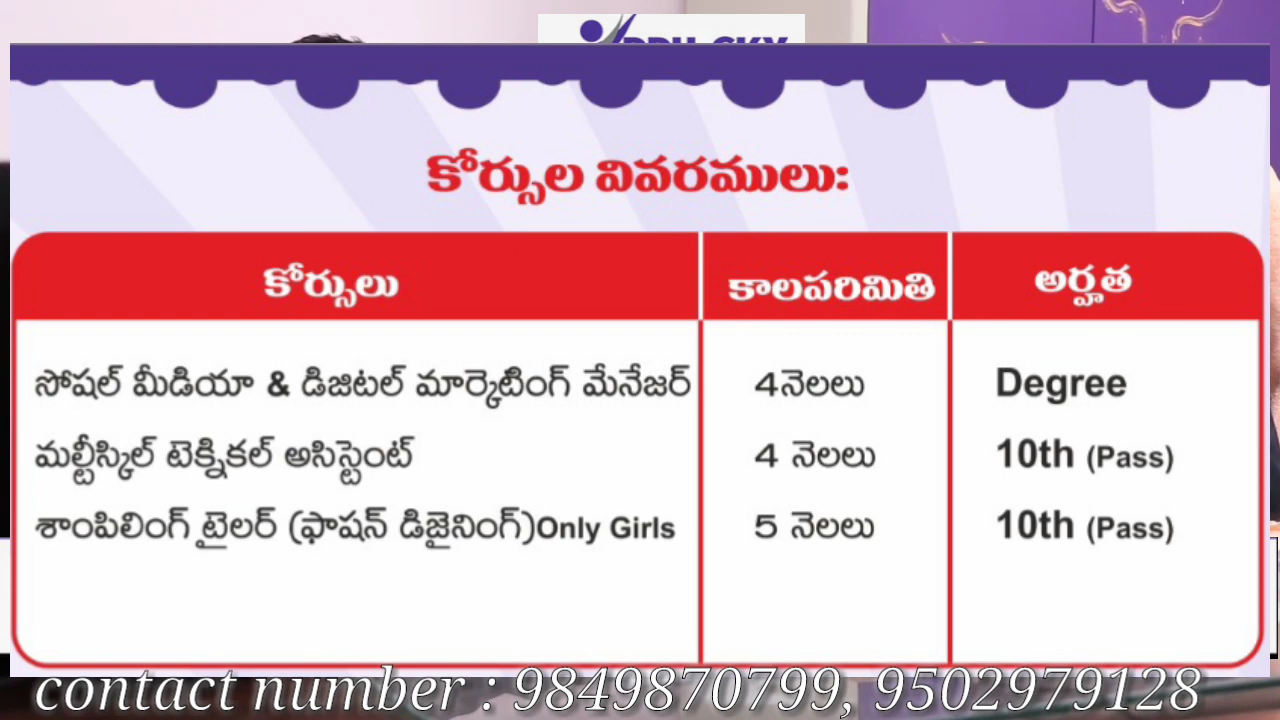 కోర్సుల వివరములు:
కోర్సులు కాలపరిమితి అర్హత
సోషల్ మీడియా & డిజిటల్ మార్కెటింగ్ మేనేజర్ 4నెలలు Degree
మల్టీస్కిల్ టెక్నికల్ అసిస్టెంట్ 4 నెలలు 10th (Pass)
శాంపిలింగ్ టైలర్ (ఫాషన్ డిజైనింగ్)Only Girls 5 నెలలు 10th (Pass)
contact number : 9849870799, 9502979128